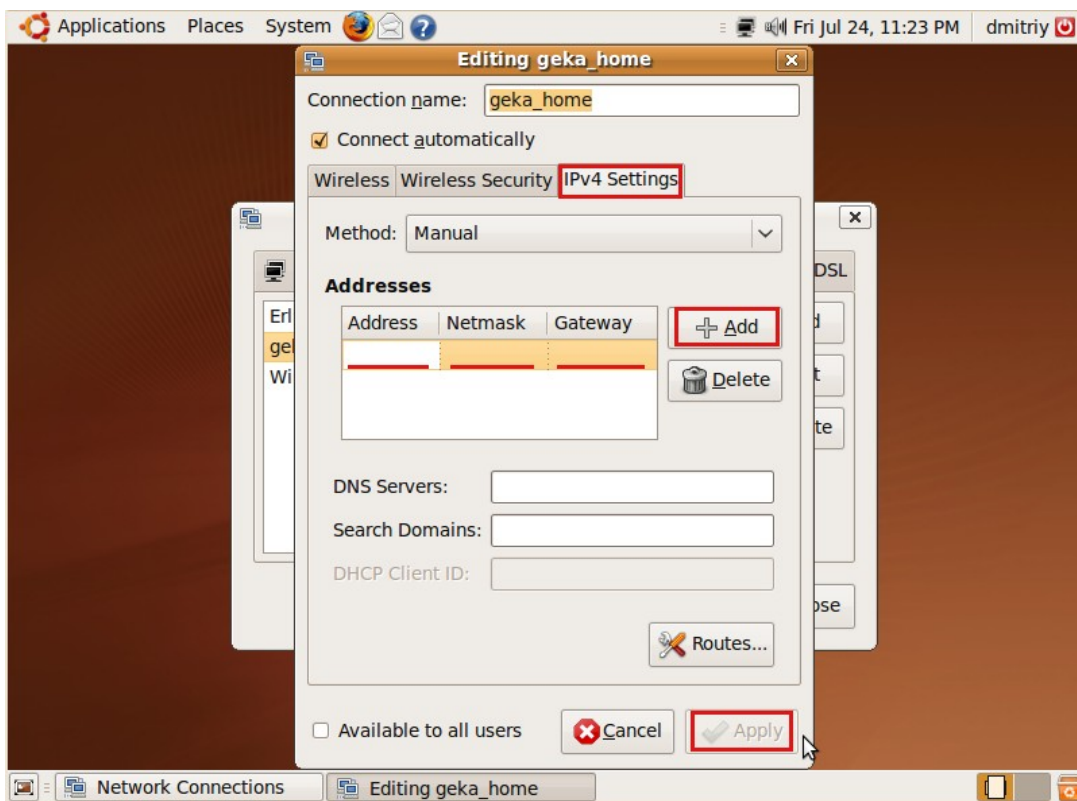 Applications Places System Fri Jul 24, 11:23 PM dmitriy
Editing geka_home
Connection name: geka_home
Connect automatically
Wireless Wireless Security IPv4 Settings
Method: Manual
DSL
Addresses
Erl
Address Netmask Gateway Add
gel
Wi
Delete
t
te
DNS Servers:
Search Domains:
DHCP Client ID:
ose
Routes...
Available to all users Cancel Apply
Network Connections Editing geka_home